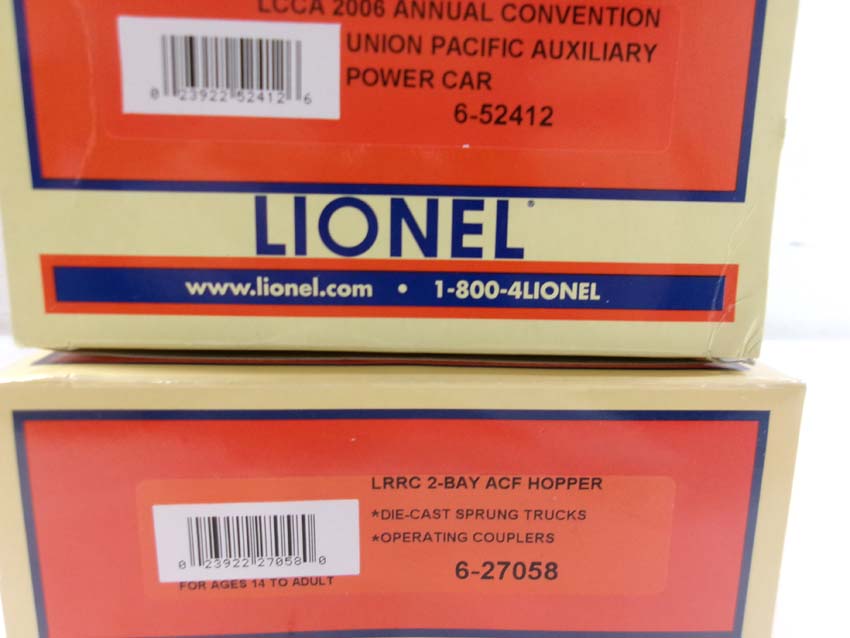 LCCA 2006 ANNUAL CONVENTION
UNION PACIFIC AUXILIARY
POWER CAR
0 23922 52412 6
6-52412
LIONEL®
www.lionel.com • 1-800-4LIONEL
LRRC 2-BAY ACF HOPPER
*DIE-CAST SPRUNG TRUCKS
*OPERATING COUPLERS
0 23922 27058 0
6-27058
FOR AGES 14 TO ADULT